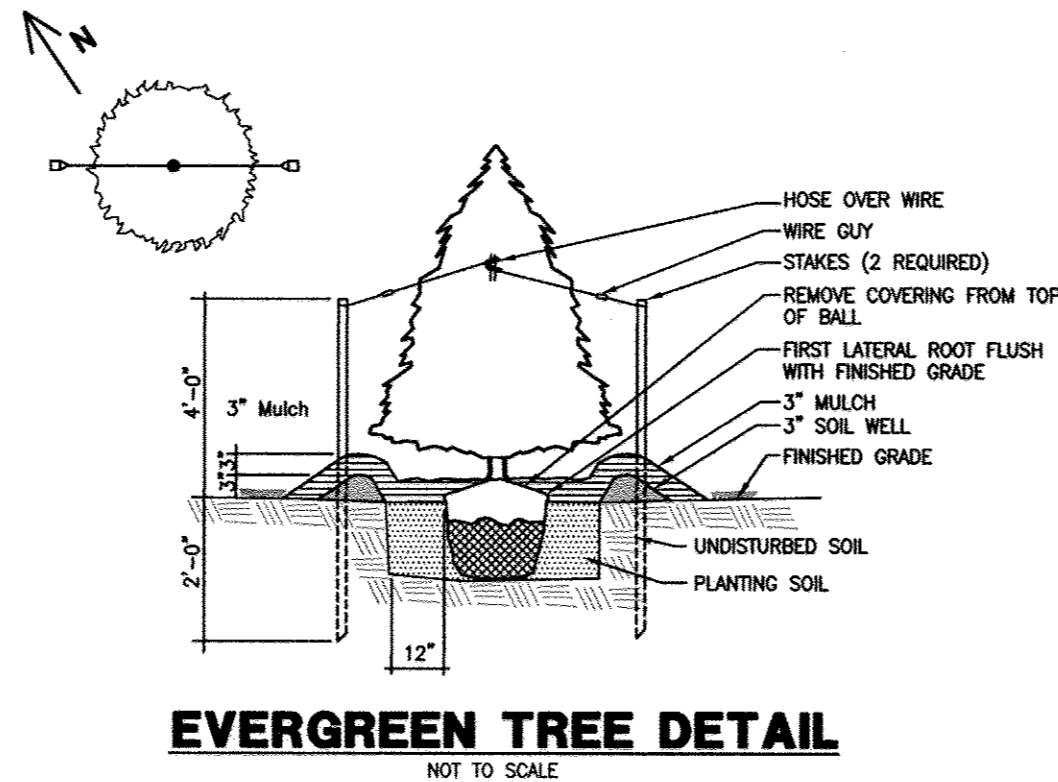 N
HOSE OVER WIRE
WIRE GUY
STAKES (2 REQUIRED)
REMOVE COVERING FROM TOP
OF BALL
FIRST LATERAL ROOT FLUSH
WITH FINISHED GRADE
3" MULCH
3" SOIL WELL
FINISHED GRADE
UNDISTURBED SOIL
PLANTING SOIL
4'-0"
3" Mulch
3"
3"
2'-0"
12"
EVERGREEN TREE DETAIL
NOT TO SCALE